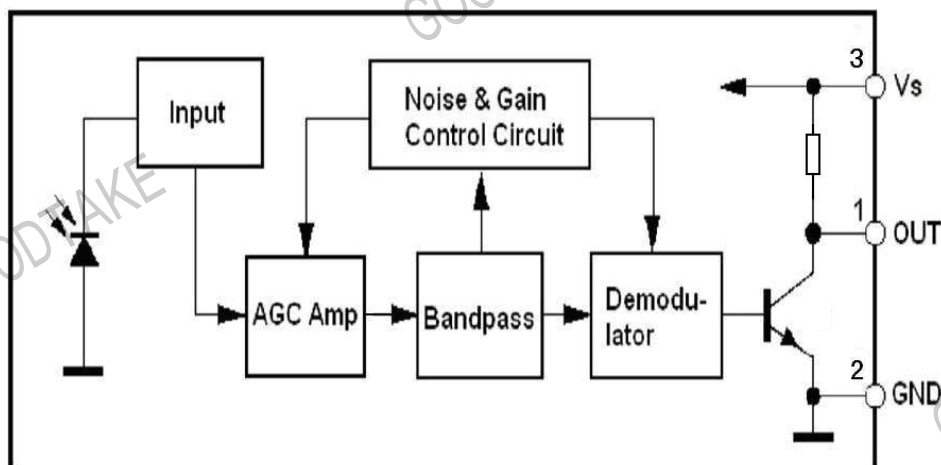 Input
Noise & Gain
Control Circuit
3
Vs
1
OUT
AGC Amp
Bandpass
Demodu-
lator
2
GND